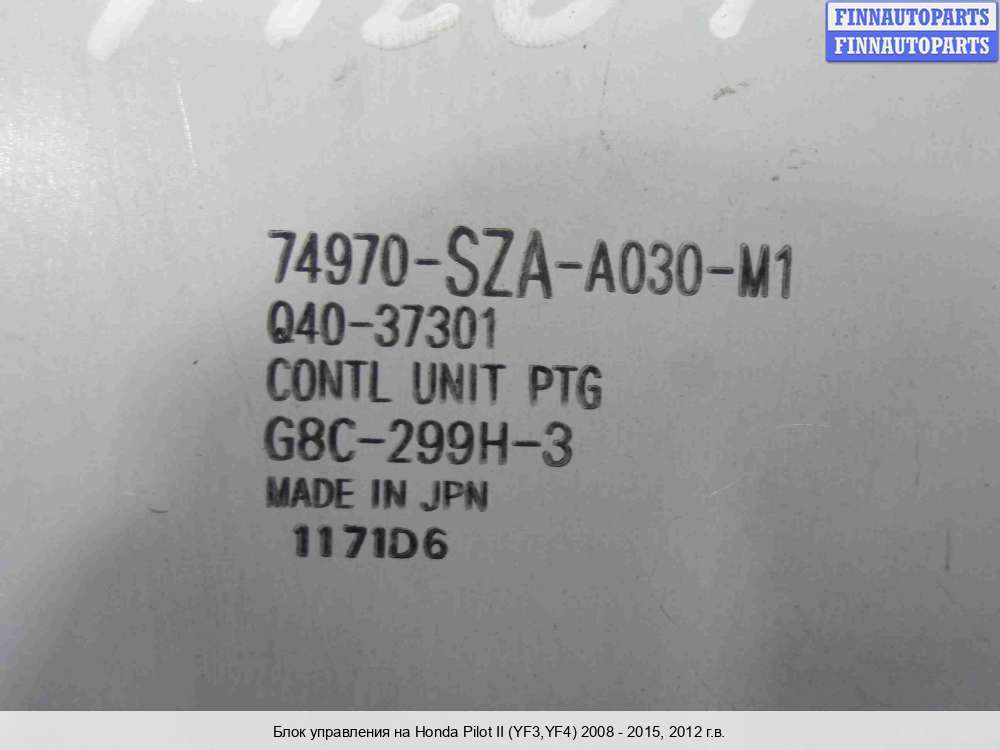 FINNAUTOPARTS
FINNAUTOPARTS
74970-SZA-A030-M1
Q40-37301
CONTL UNIT PTG
G8C-299H-3
MADE IN JPN
1171D6
Блок управления на Honda Pilot II (YF3,YF4) 2008 - 2015, 2012 г.в.